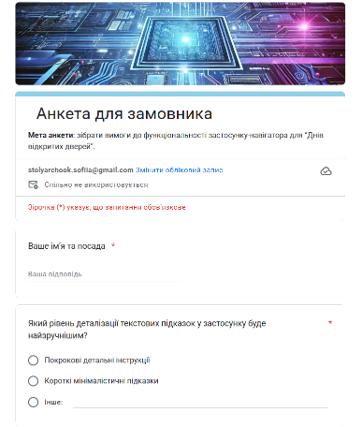 Анкета для замовника
Мета анкети: зібрати вимоги до функціональності застосунку-навігатора для "Днів
відкритих дверей".
stolyarchook.sofiia@gmail.com Змінити обліковий запис
Спільно не використовується
Зірочка (*) указує, що запитання обов'язкове
Ваше ім'я та посада *
Ваша відповідь
Який рівень деталізації текстових підказок у застосунку буде *
найзручнішим?
Покрокові детальні інструкції
Короткі мінімалістичні підказки
Інше: